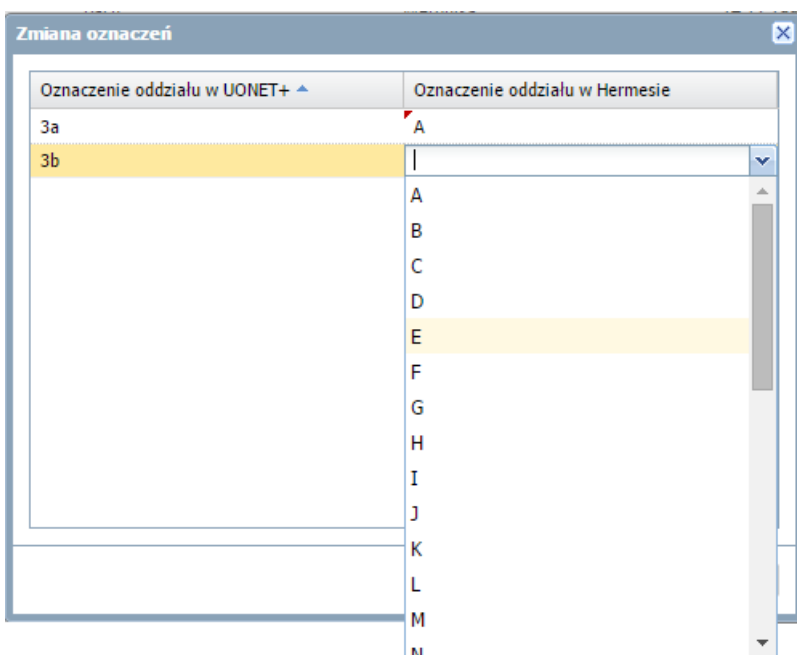 Zmiana oznaczeń
Oznaczenie oddziału w UONET+ Oznaczenie oddziału w Hermesie
3a A
3b
A
B
C
D
E
F
G
H
I
J
K
L
M
N